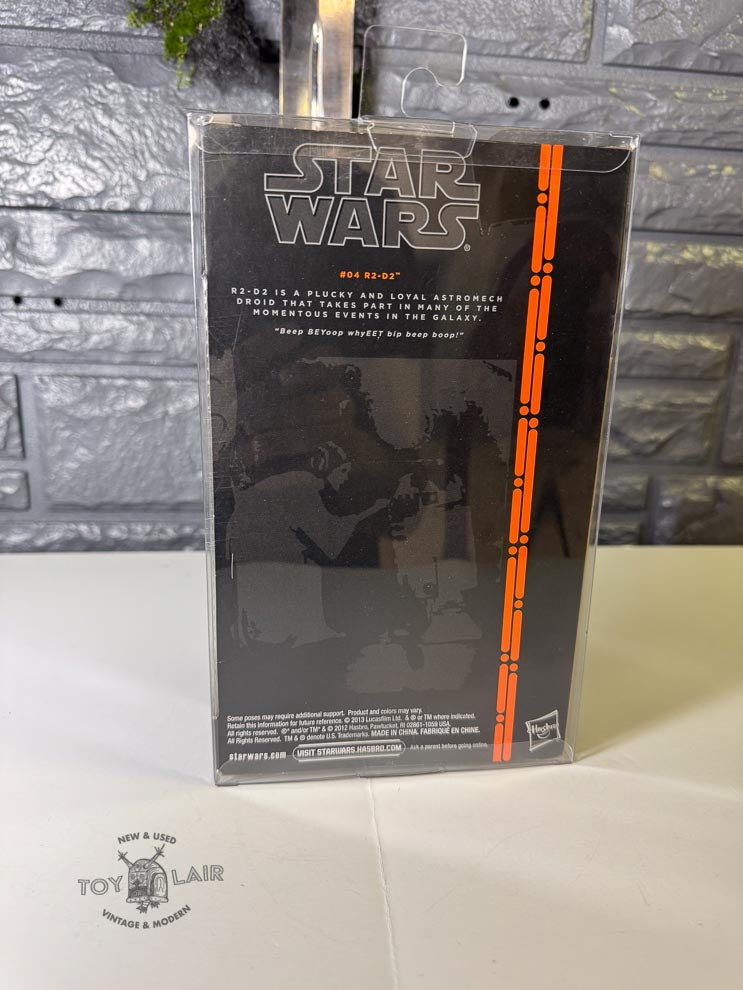 STAR
WARS®
#04 R2-D2™
R2-D2 IS A PLUCKY AND LOYAL ASTROMECH
DROID THAT TAKES PART IN MANY OF THE
MOMENTOUS EVENTS IN THE GALAXY.
"Beep BEYoop whyEET bip beep boop!"
Some poses may require additional support. Product and colors may vary.
Retain this information for future reference. © 2013 Lucasfilm Ltd. & ® or TM where indicated.
All rights reserved. ®* and/or TM* & © 2012 Hasbro, Pawtucket, RI 02861-1059 USA.
All Rights Reserved. TM & ® denote U.S. Trademarks. MADE IN CHINA. FABRIQUÉ EN CHINE.
starwars.com VISIT STARWARS.HASBRO.COM Ask a parent before going online.
Hasbro
NEW & USED
TOY LAIR
VINTAGE & MODERN